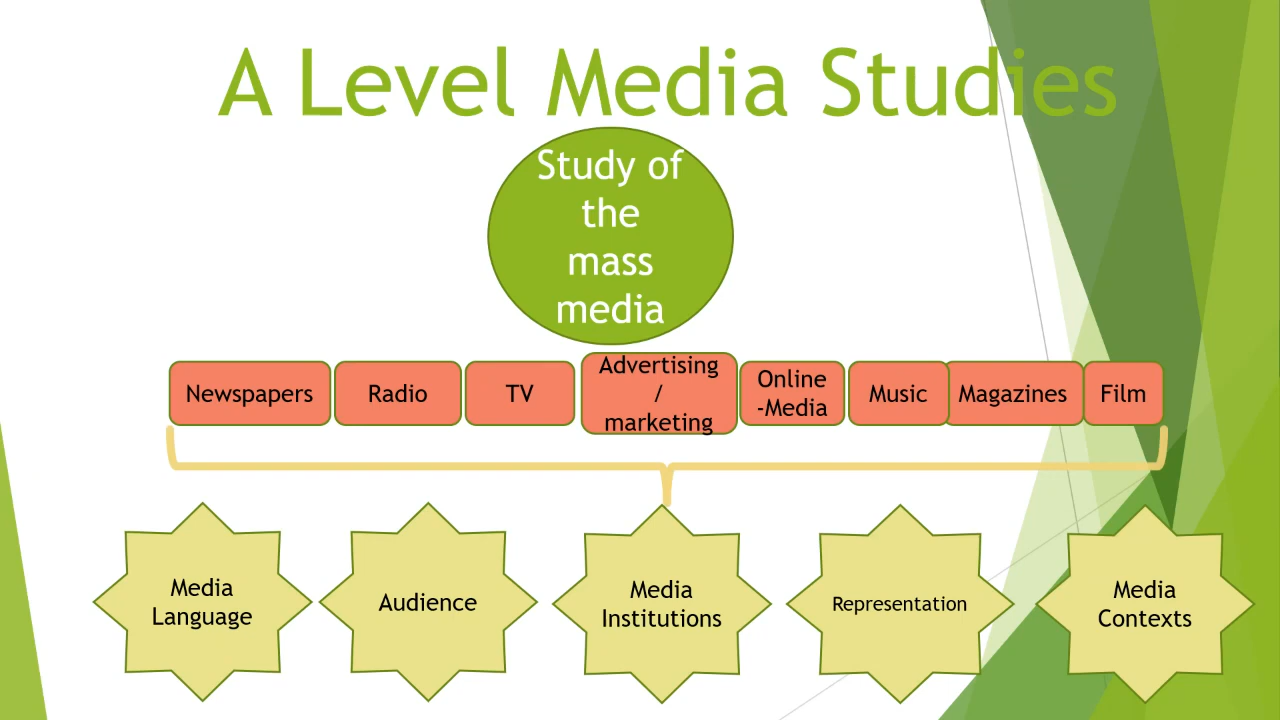 A Level Media Studies
Study of
the
mass
media
Newspapers
Radio
TV
Advertising
/
marketing
Online
-Media
Music
Magazines
Film
Media
Language
Audience
Media
Institutions
Representation
Media
Contexts